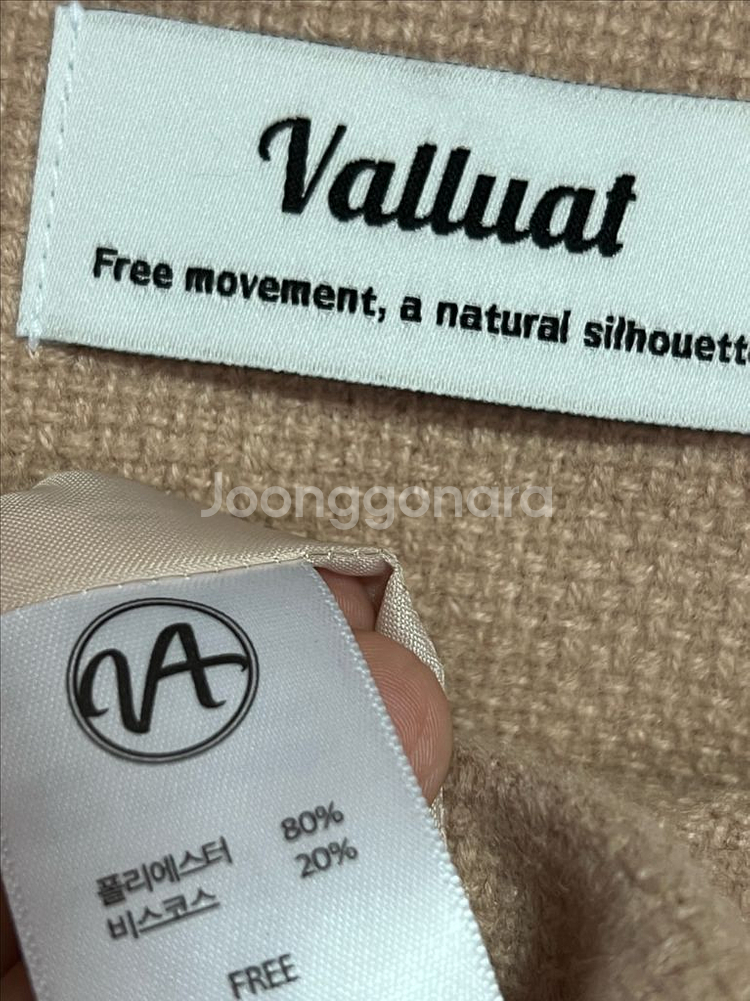 Valluat
Free movement, a natural silhouett
Joonggonara
VA
폴리에스터 80%
비스코스 20%
FREE